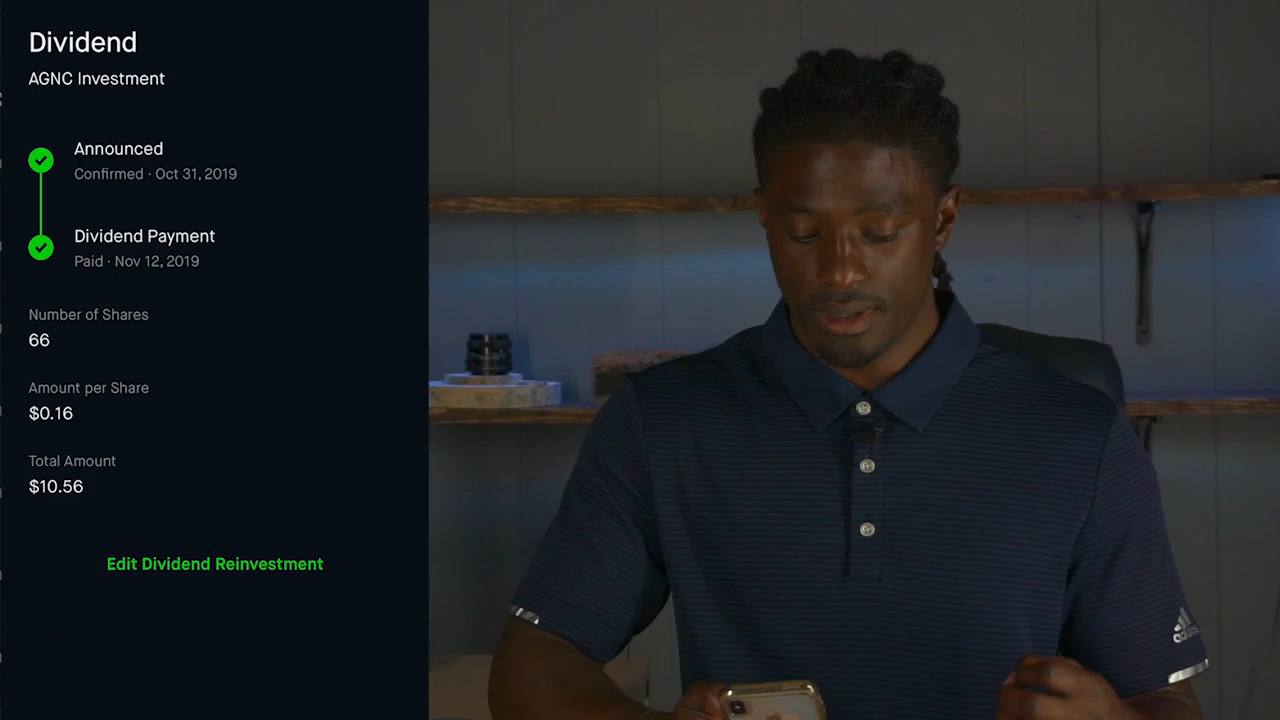 Dividend
AGNC Investment
Announced
Confirmed · Oct 31, 2019
Dividend Payment
Paid · Nov 12, 2019
Number of Shares
66
Amount per Share
$0.16
Total Amount
$10.56
Edit Dividend Reinvestment
adidas